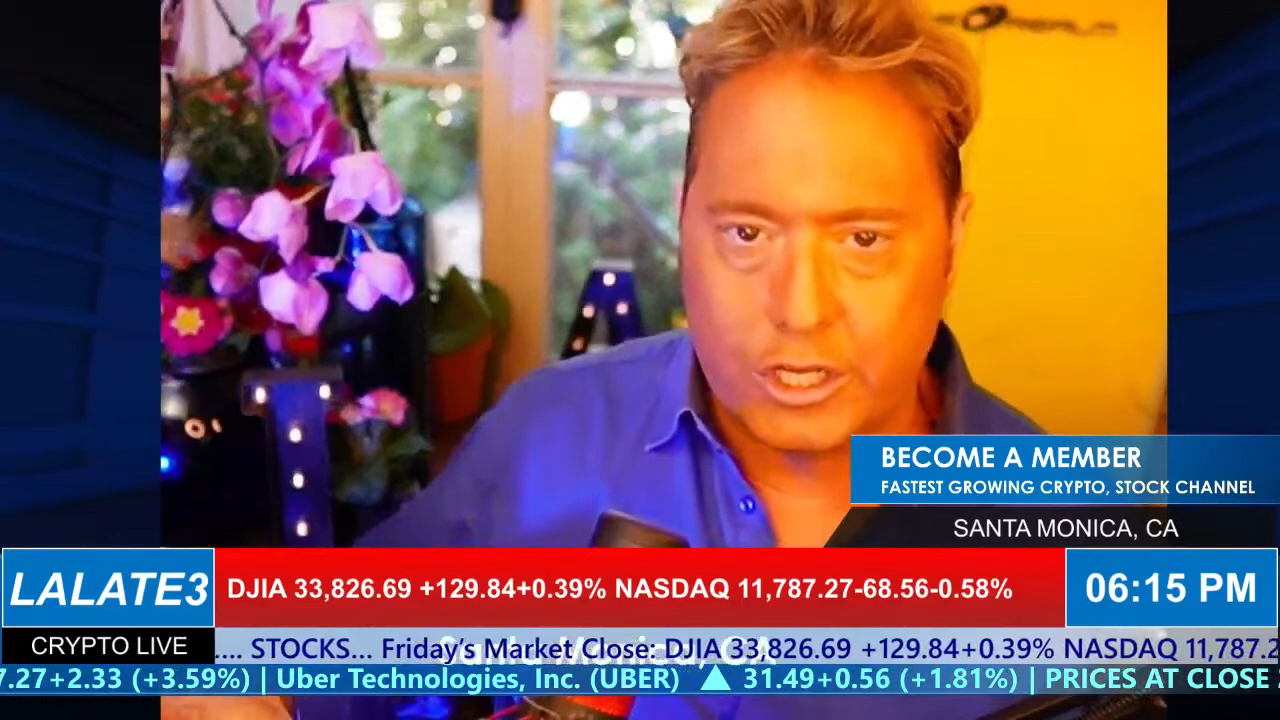 BECOME A MEMBER
FASTEST GROWING CRYPTO, STOCK CHANNEL
SANTA MONICA, CA
LALATE3
DJIA 33,826.69 +129.84+0.39% NASDAQ 11,787.27-68.56-0.58%
06:15 PM
CRYPTO LIVE
.... STOCKS... Friday's Market Close: DJIA 33,826.69 +129.84+0.39% NASDAQ 11,787.2
Santa Monica, CA
7.27+2.33 (+3.59%) | Uber Technologies, Inc. (UBER) ▲ 31.49+0.56 (+1.81%) | PRICES AT CLOSE